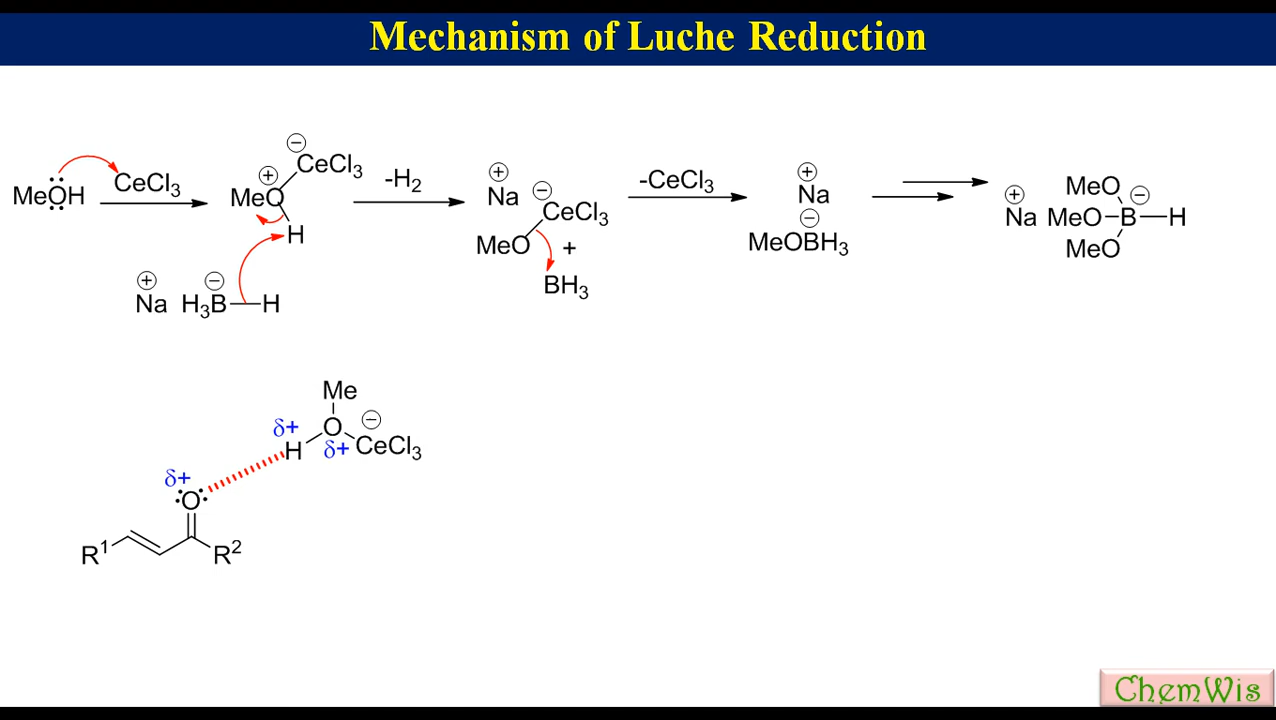 Mechanism of Luche Reduction
MeOH
CeCl3
MeO
H
⊕
⊖
CeCl3
⊕
Na
⊖
H3B
H
-H2
⊕
Na
⊖
CeCl3
MeO
+
BH3
-CeCl3
⊕
Na
⊖
MeOBH3
⊕
Na
MeO
MeO B H
MeO
⊖
Me
δ+
O
⊖
H
δ+
CeCl3
δ+
O
R1
R2
ChemWis